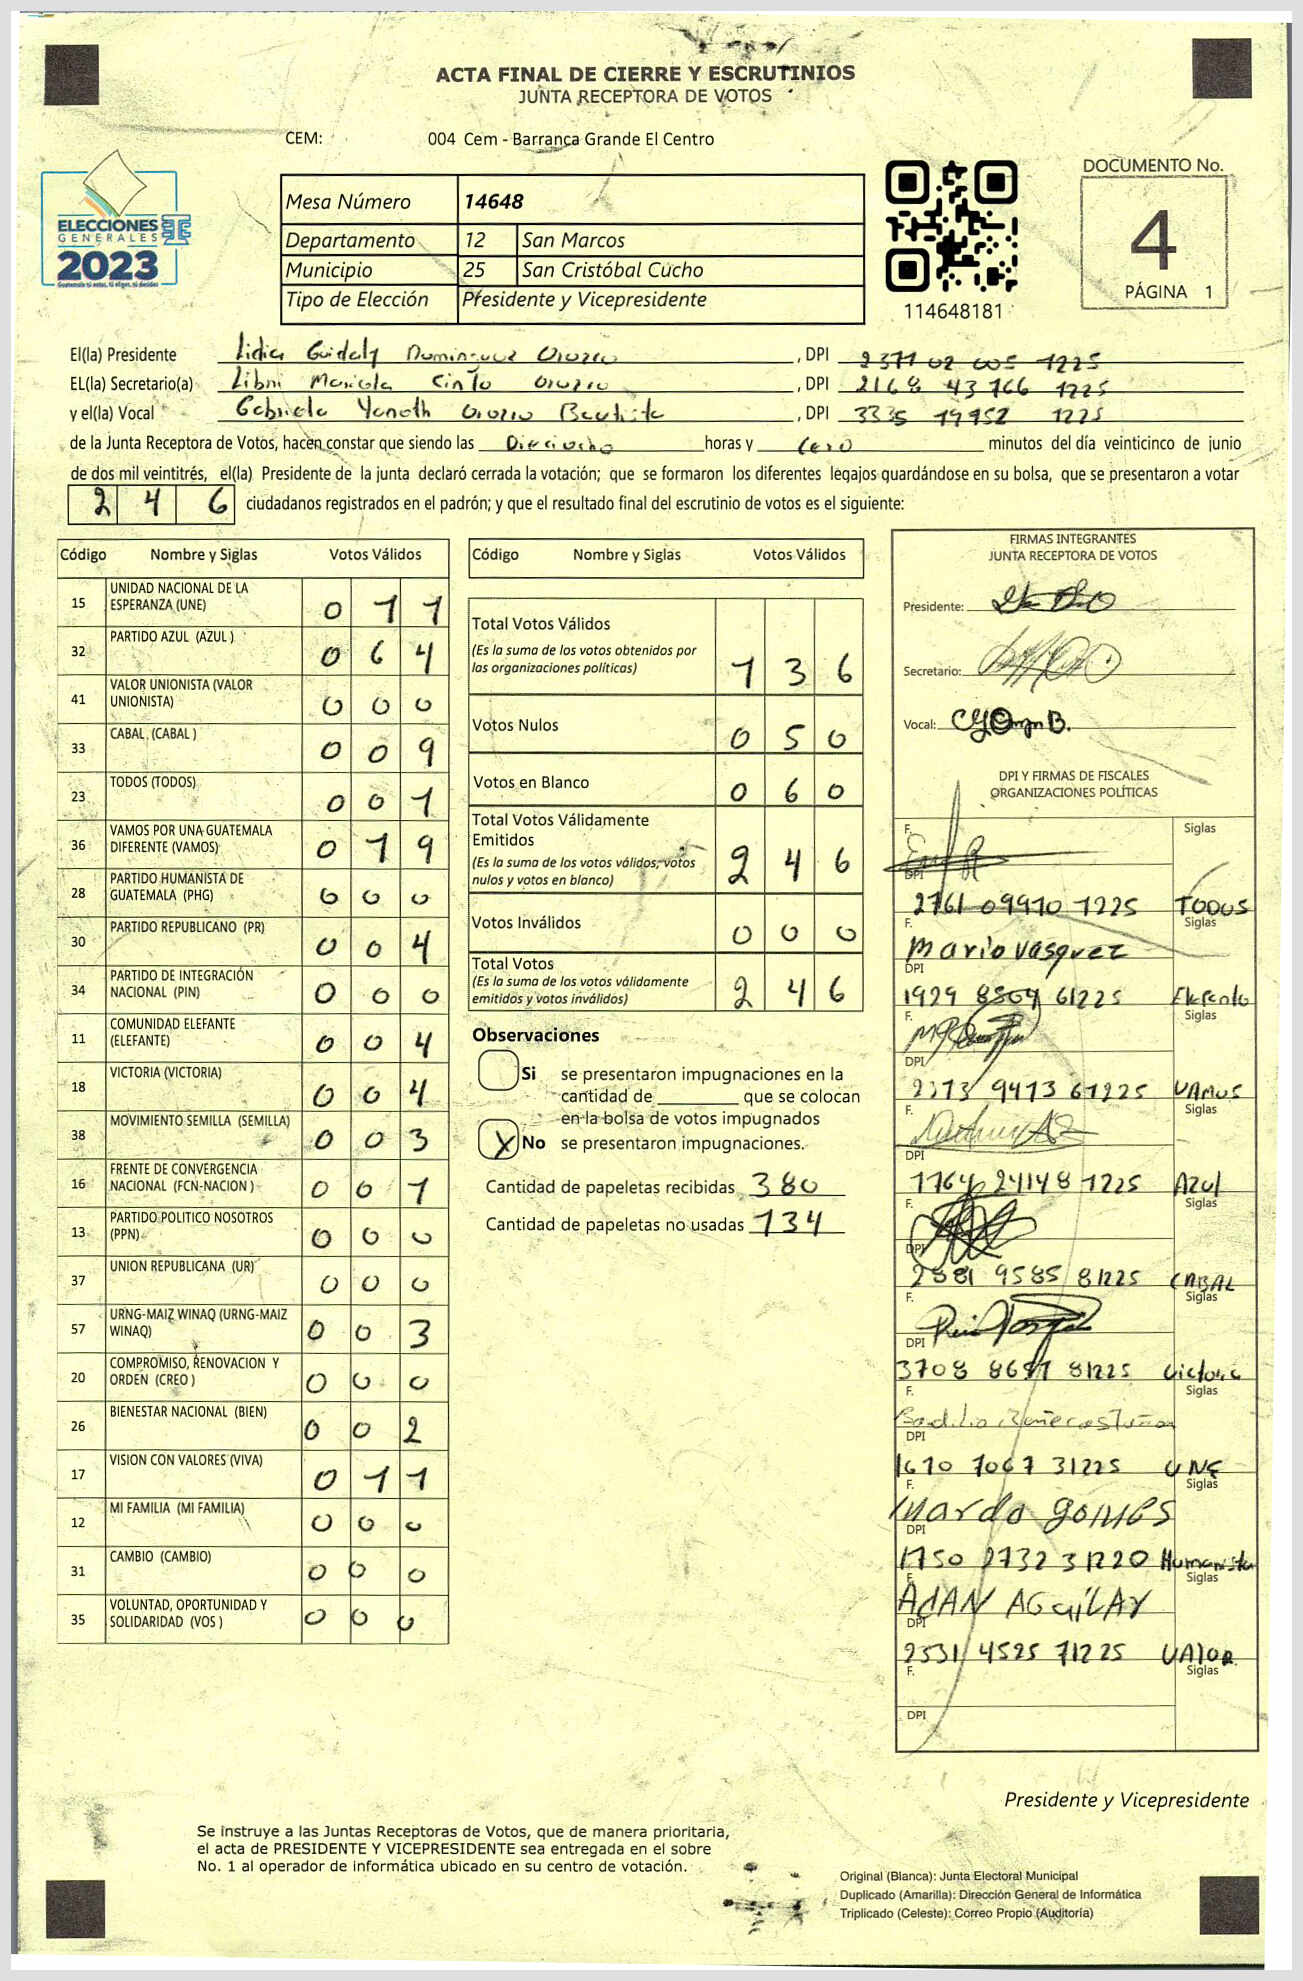 ACTA FINAL DE CIERRE Y ESCRUTINIOS
JUNTA RECEPTORA DE VOTOS
CEM: 004 Cem - Barranca Grande El Centro
DOCUMENTO No.
4
PÁGINA 1
ELECCIONES
GENERALES
2023
Guatemala tú entas, tú eliges, tú decides
Mesa Número 14648
Departamento 12 San Marcos
Municipio 25 San Cristóbal Cucho
Tipo de Elección Presidente y Vicepresidente
114648181
El(la) Presidente Lidia Guidaly Dominguez Orozco , DPI 2371 02 005 1225
EL(la) Secretario(a) Libni Mariola Cinto Orozco , DPI 2168 43 766 1225
y el(la) Vocal Gabriela Yaneth Orozco Bautista , DPI 3335 19952 1225
de la Junta Receptora de Votos, hacen constar que siendo las Dieciocho horas y Cero minutos del día veinticinco de junio
de dos mil veintitrés, el(la) Presidente de la junta declaró cerrada la votación; que se formaron los diferentes legajos guardándose en su bolsa, que se presentaron a votar
2 4 6 ciudadanos registrados en el padrón; y que el resultado final del escrutinio de votos es el siguiente:
Código Nombre y Siglas Votos Válidos
15 UNIDAD NACIONAL DE LA ESPERANZA (UNE) 0 1 1
32 PARTIDO AZUL (AZUL ) 0 6 4
41 VALOR UNIONISTA (VALOR UNIONISTA) 0 0 0
33 CABAL (CABAL ) 0 0 9
23 TODOS (TODOS) 0 0 1
36 VAMOS POR UNA GUATEMALA DIFERENTE (VAMOS) 0 19
28 PARTIDO HUMANISTA DE GUATEMALA (PHG) 0 0 0
30 PARTIDO REPUBLICANO (PR) 0 0 4
34 PARTIDO DE INTEGRACIÓN NACIONAL (PIN) 0 0 0
11 COMUNIDAD ELEFANTE (ELEFANTE) 0 0 4
18 VICTORIA (VICTORIA) 0 0 4
38 MOVIMIENTO SEMILLA (SEMILLA) 0 0 3
16 FRENTE DE CONVERGENCIA NACIONAL (FCN-NACION ) 0 0 1
13 PARTIDO POLITICO NOSOTROS (PPN) 0 0 0
37 UNION REPUBLICANA (UR) 0 0 0
57 URNG-MAIZ WINAQ (URNG-MAIZ WINAQ) 0 0 3
20 COMPROMISO, RENOVACION Y ORDEN (CREO ) 0 0 0
26 BIENESTAR NACIONAL (BIEN) 0 0 2
17 VISION CON VALORES (VIVA) 0 1 1
12 MI FAMILIA (MI FAMILIA) 0 0 0
31 CAMBIO (CAMBIO) 0 0 0
35 VOLUNTAD, OPORTUNIDAD Y SOLIDARIDAD (VOS ) 0 0 0
Código Nombre y Siglas Votos Válidos
Total Votos Válidos
(Es la suma de los votos obtenidos por
las organizaciones políticas) 1 3 6
Votos Nulos 0 5 0
Votos en Blanco 0 6 0
Total Votos Válidamente
Emitidos
(Es la suma de los votos válidos, votos
nulos y votos en blanco) 2 4 6
Votos Inválidos 0 0 0
Total Votos
(Es la suma de los votos válidamente
emitidos y votos inválidos) 2 4 6
Observaciones
Si se presentaron impugnaciones en la
cantidad de ________ que se colocan
en la bolsa de votos impugnados
X No se presentaron impugnaciones.
Cantidad de papeletas recibidas 380
Cantidad de papeletas no usadas 134
FIRMAS INTEGRANTES
JUNTA RECEPTORA DE VOTOS
Presidente:
Secretario:
Vocal:
DPI Y FIRMAS DE FISCALES
ORGANIZACIONES POLÍTICAS
F. Siglas
DPI
2761 09970 1225 TODOS
F. Siglas
Mario Vasquez
DPI
1929 8509 61225 Elefante
F. Siglas
DPI
2373 9473 61225 VAMOS
F. Siglas
DPI
1764 24148 1225 Azul
F. Siglas
DPI
2581 9585 81225 CABAL
F. Siglas
DPI
3708 8651 81225 Victoria
F. Siglas
DPI
1670 7067 31225 UNE
F. Siglas
Mardo gomes
DPI
1750 2732 31220 Humanista
F. Siglas
AdAN AGuiLAr
DPI
2531 4525 71225 VAlOR
F. Siglas
DPI
Presidente y Vicepresidente
Se instruye a las Juntas Receptoras de Votos, que de manera prioritaria,
el acta de PRESIDENTE Y VICEPRESIDENTE sea entregada en el sobre
No. 1 al operador de informática ubicado en su centro de votación.
Original (Blanca): Junta Electoral Municipal
Duplicado (Amarilla): Dirección General de Informática
Triplicado (Celeste): Correo Propio (Auditoría)